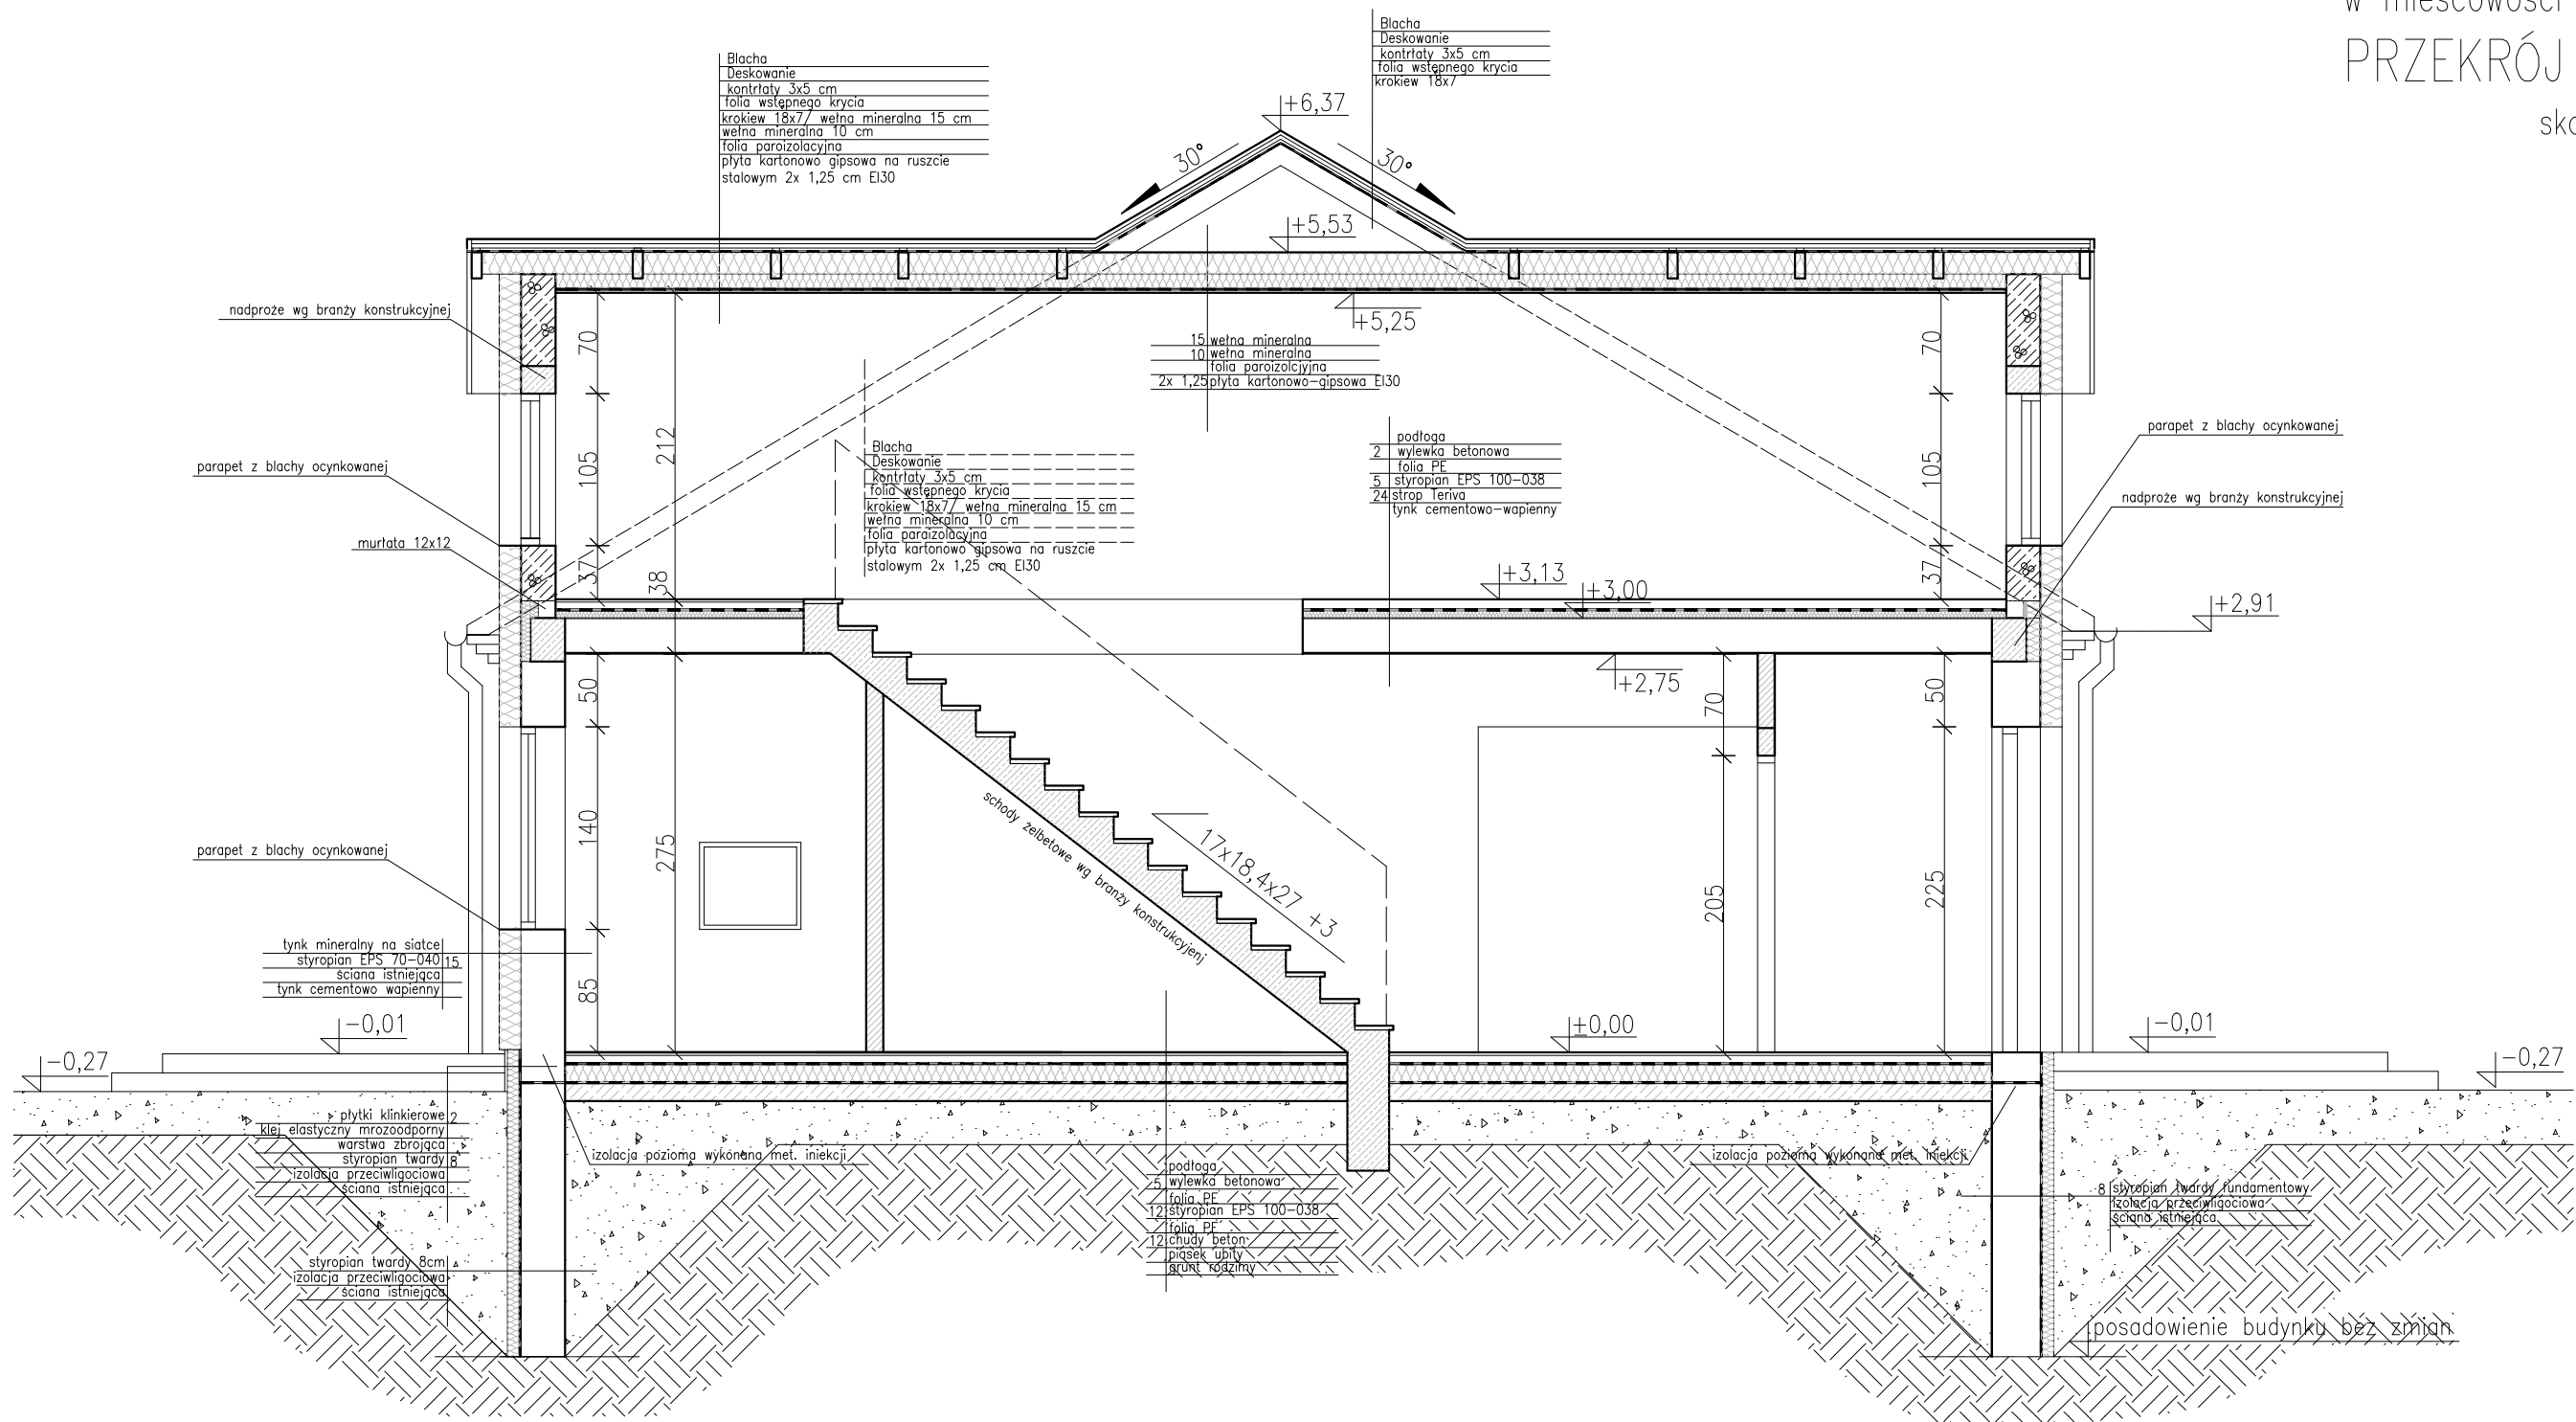 w miescowości
PRZEKRÓJ
Blacha
Deskowanie
kontrłaty 3x5 cm
folia wstępnego krycia
krokiew 18x7/ wełna mineralna 15 cm
wełna mineralna 10 cm
folia paroizolacyjna
płyta kartonowo gipsowa na ruszcie
stalowym 2x 1,25 cm EI30
Blacha
Deskowanie
kontrłaty 3x5 cm
folia wstępnego krycia
krokiew 18x7
+6,37
30°
30°
+5,53
+5,25
nadproże wg branży konstrukcyjnej
parapet z blachy ocynkowanej
murłata 12x12
70
105
37
212
38
15 wełna mineralna
10 wełna mineralna
folia paroizolcjyjna
2x 1,25 płyta kartonowo-gipsowa EI30
Blacha
Deskowanie
kontrłaty 3x5 cm
folia wstępnego krycia
krokiew 18x7/ wełna mineralna 15 cm
wełna mineralna 10 cm
folia paraizolacyjna
płyta kartonowo gipsowa na ruszcie
stalowym 2x 1,25 cm EI30
podłoga
2 wylewka betonowa
folia PE
5 styropian EPS 100-038
24 strop Teriva
tynk cementowo-wapienny
70
105
37
parapet z blachy ocynkowanej
nadproże wg branży konstrukcyjnej
+3,13
+3,00
+2,91
+2,75
50
140
85
275
parapet z blachy ocynkowanej
schody żelbetowe wg branży konstrukcyjenj
17x18,4x27 +3
70
205
50
225
tynk mineralny na siatce
styropian EPS 70-040 15
ściana istniejąca
tynk cementowo wapienny
-0,01
-0,27
±0,00
-0,01
-0,27
płytki klinkierowe 2
klej elastyczny mrozoodporny
warstwa zbrojąca
styropian twardy 8
izolacja przeciwligociowa
ściana istniejąca
izolacja pozioma wykonana met. iniekcji
podłoga
5 wylewka betonowa
folia PE
12 styropian EPS 100-038
folia PE
12 chudy beton
piasek ubity
grunt rodzimy
izolacja pozioma wykonana met. iniekcji
8 styropian twardy fundamentowy
izolacja przeciwligociowa
ściana istniejąca
styropian twardy 8cm
izolacja przeciwligociowa
ściana istniejąca
posadowienie budynku bez zmian